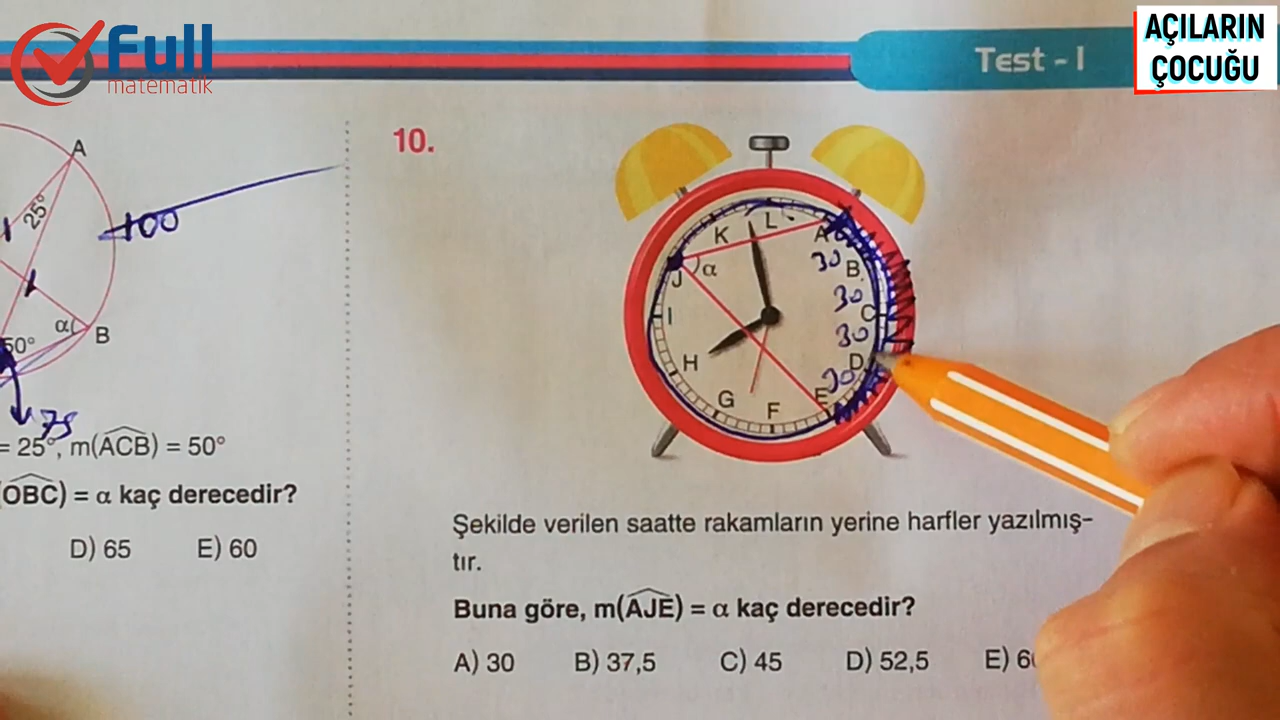 Full
matematik
Test - I
AÇILARIN
ÇOCUĞU
A
25°
100
α
B
50°
75
= 25°, m(ACB) = 50°
(OBC) = α kaç derecedir?
D) 65 E) 60
10.
L
K
A
J
α
30
B
30
I
C
30
H
D
30
G
F
E
Şekilde verilen saatte rakamların yerine harfler yazılmış-
tır.
Buna göre, m(AJE) = α kaç derecedir?
A) 30 B) 37,5 C) 45 D) 52,5 E)